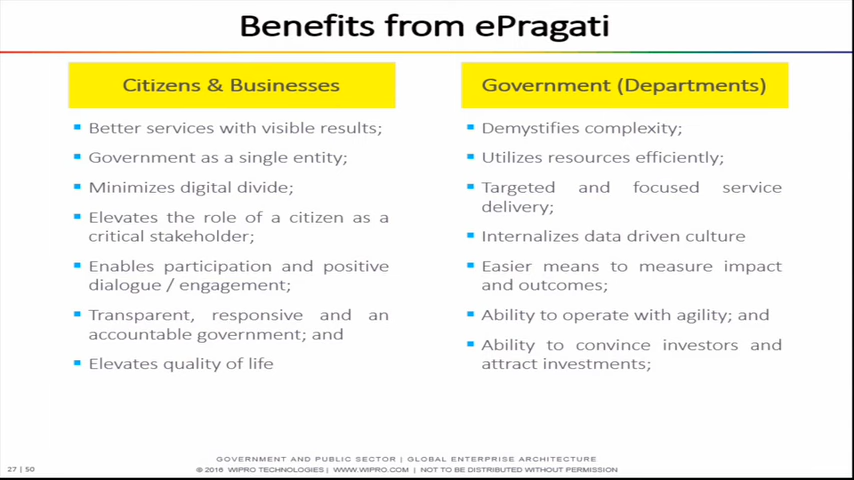 Benefits from ePragati
Citizens & Businesses
Better services with visible results;
Government as a single entity;
Minimizes digital divide;
Elevates the role of a citizen as a
critical stakeholder;
Enables participation and positive
dialogue / engagement;
Transparent, responsive and an
accountable government; and
Elevates quality of life
Government (Departments)
Demystifies complexity;
Utilizes resources efficiently;
Targeted and focused service
delivery;
Internalizes data driven culture
Easier means to measure impact
and outcomes;
Ability to operate with agility; and
Ability to convince investors and
attract investments;
GOVERNMENT AND PUBLIC SECTOR | GLOBAL ENTERPRISE ARCHITECTURE
27 | 50
© 2016 WIPRO TECHNOLOGIES | WWW.WIPRO.COM | NOT TO BE DISTRIBUTED WITHOUT PERMISSION